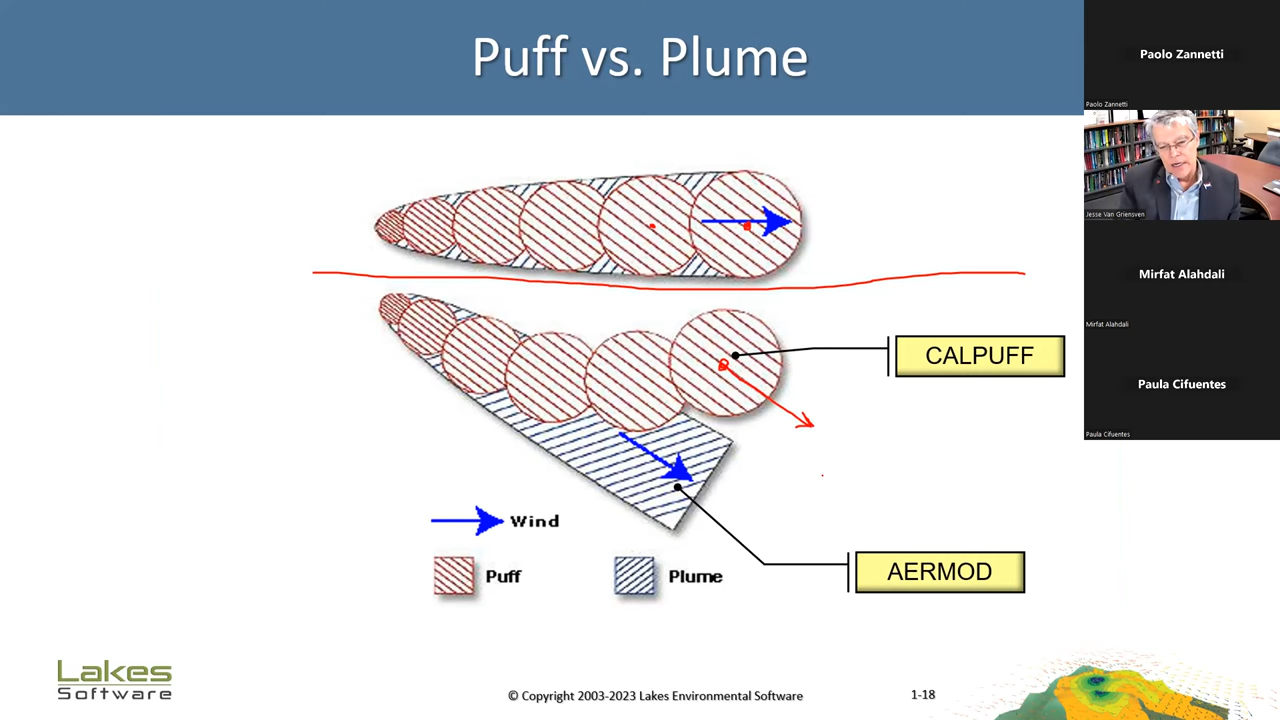 Puff vs. Plume
CALPUFF
Wind
Puff
Plume
AERMOD
Lakes
Software
© Copyright 2003-2023 Lakes Environmental Software
1-18
Paolo Zannetti
Paolo Zannetti
Jesse Van Griensven
Mirfat Alahdali
Mirfat Alahdali
Paula Cifuentes
Paula Cifuentes